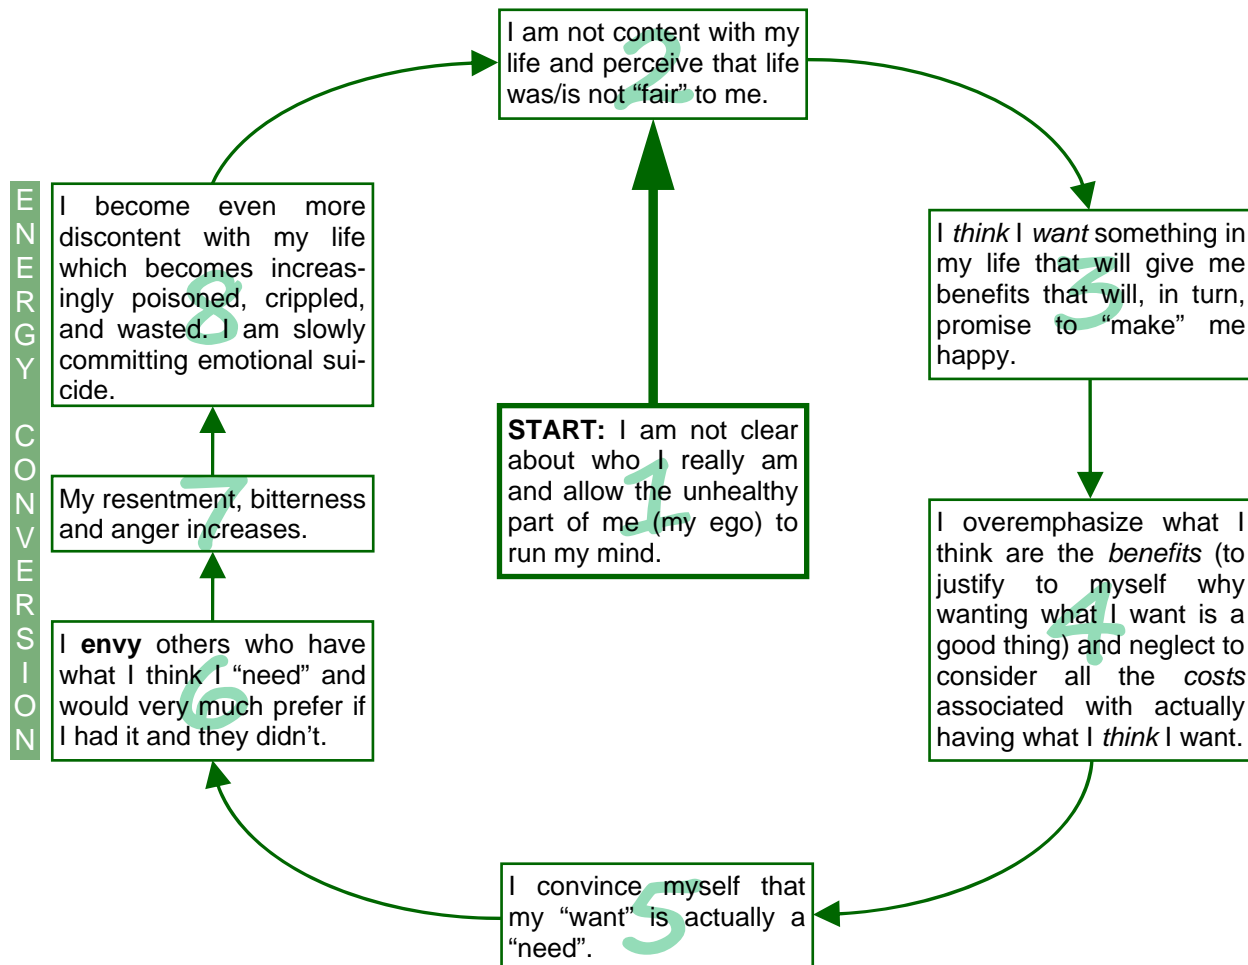 1
START: I am not clear
about who I really am
and allow the unhealthy
part of me (my ego) to
run my mind.
2
I am not content with my
life and perceive that life
was/is not “fair” to me.
3
I think I want something in
my life that will give me
benefits that will, in turn,
promise to “make” me
happy.
4
I overemphasize what I
think are the benefits (to
justify to myself why
wanting what I want is a
good thing) and neglect to
consider all the costs
associated with actually
having what I think I want.
5
I convince myself that
my “want” is actually a
“need”.
6
I envy others who have
what I think I “need” and
would very much prefer if
I had it and they didn’t.
7
My resentment, bitterness
and anger increases.
8
I become even more
discontent with my life
which becomes increas-
ingly poisoned, crippled,
and wasted. I am slowly
committing emotional sui-
cide.
ENERGY CONVERSION